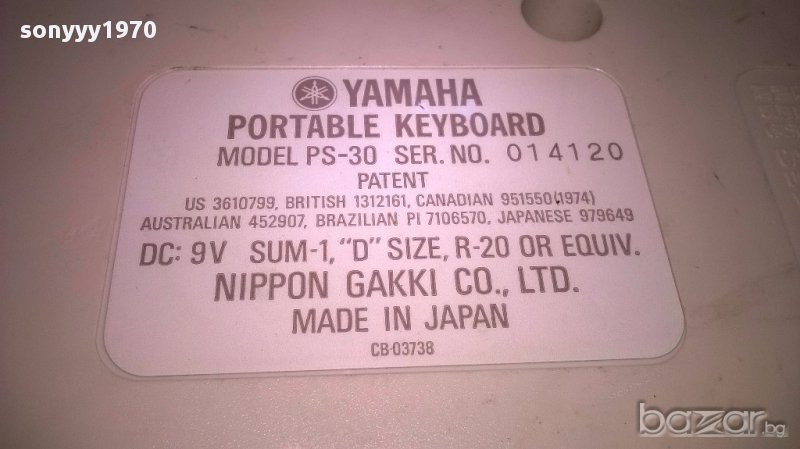 sonyyy1970
YAMAHA
PORTABLE KEYBOARD
MODEL PS-30 SER. NO. 014120
PATENT
US 3610799, BRITISH 1312161, CANADIAN 951550(1974)
AUSTRALIAN 452907, BRAZILIAN PI 7106570, JAPANESE 979649
DC: 9V SUM-1, "D" SIZE, R-20 OR EQUIV.
NIPPON GAKKI CO., LTD.
MADE IN JAPAN
CB-03738
bazar.bg